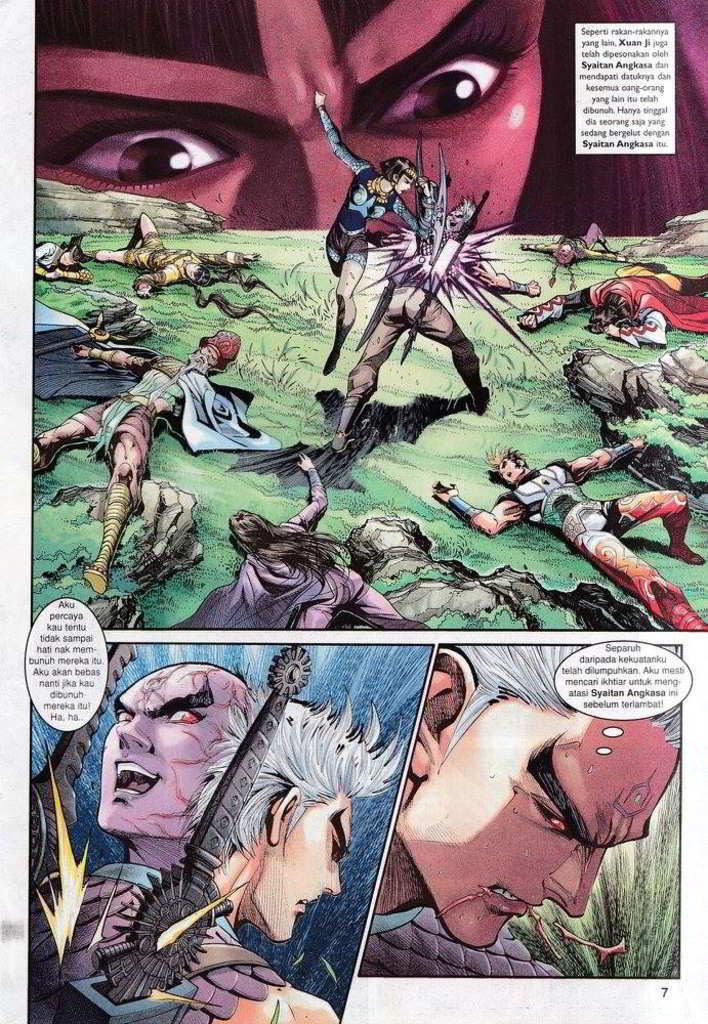 Seperti rakan-rakannya
yang lain, Xuan Ji juga
telah dipesonakan oleh
Syaitan Angkasa dan
mendapati datuknya dan
kesemua oang-orang
yang lain itu telah
dibunuh. Hanya tinggal
dia seorang saja yang
sedang bergelut dengan
Syaitan Angkasa itu.
Aku
percaya
kau tentu
tidak sampai
hati nak mem-
bunuh mereka itu.
Aku akan bebas
nanti jika kau
dibunuh
mereka itu!
Ha, ha..
Separuh
daripada kekuatanku
telah dilumpuhkan. Aku mesti
mencari ikhtiar untuk meng-
atasi Syaitan Angkasa ini
sebelum terlambat!
7